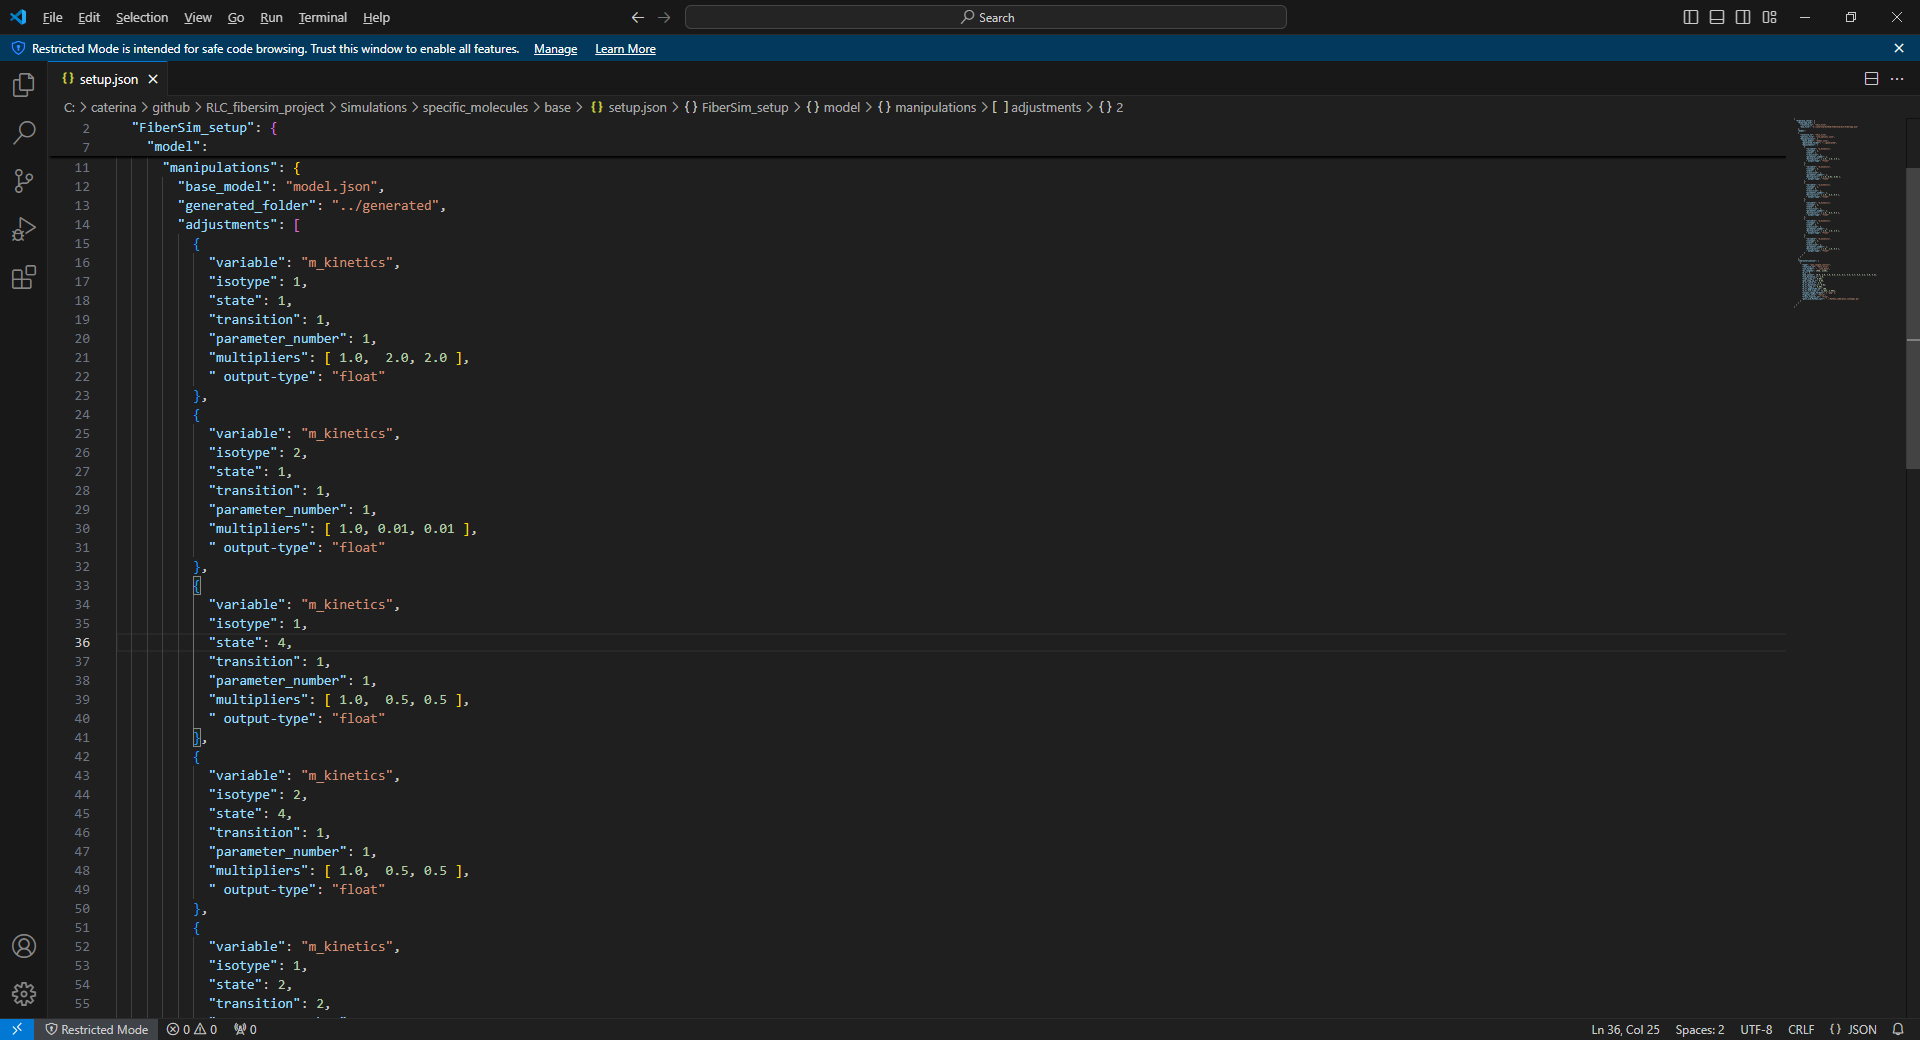 File Edit Selection View Go Run Terminal Help Search
Restricted Mode is intended for safe code browsing. Trust this window to enable all features. Manage Learn More
{} setup.json
C: > caterina > github > RLC_fibersim_project > Simulations > specific_molecules > base > {} setup.json > {} FiberSim_setup > {} model > {} manipulations > [ ] adjustments > {} 2
2 "FiberSim_setup": {
7 "model":
11 "manipulations": {
12 "base_model": "model.json",
13 "generated_folder": "../generated",
14 "adjustments": [
15 {
16 "variable": "m_kinetics",
17 "isotype": 1,
18 "state": 1,
19 "transition": 1,
20 "parameter_number": 1,
21 "multipliers": [ 1.0,  2.0, 2.0 ],
22 " output-type": "float"
23 },
24 {
25 "variable": "m_kinetics",
26 "isotype": 2,
27 "state": 1,
28 "transition": 1,
29 "parameter_number": 1,
30 "multipliers": [ 1.0, 0.01, 0.01 ],
31 " output-type": "float"
32 },
33 {
34 "variable": "m_kinetics",
35 "isotype": 1,
36 "state": 4,
37 "transition": 1,
38 "parameter_number": 1,
39 "multipliers": [ 1.0,  0.5, 0.5 ],
40 " output-type": "float"
41 },
42 {
43 "variable": "m_kinetics",
44 "isotype": 2,
45 "state": 4,
46 "transition": 1,
47 "parameter_number": 1,
48 "multipliers": [ 1.0,  0.5, 0.5 ],
49 " output-type": "float"
50 },
51 {
52 "variable": "m_kinetics",
53 "isotype": 1,
54 "state": 2,
55 "transition": 2,
Restricted Mode 0 0 0 Ln 36, Col 25 Spaces: 2 UTF-8 CRLF {} JSON